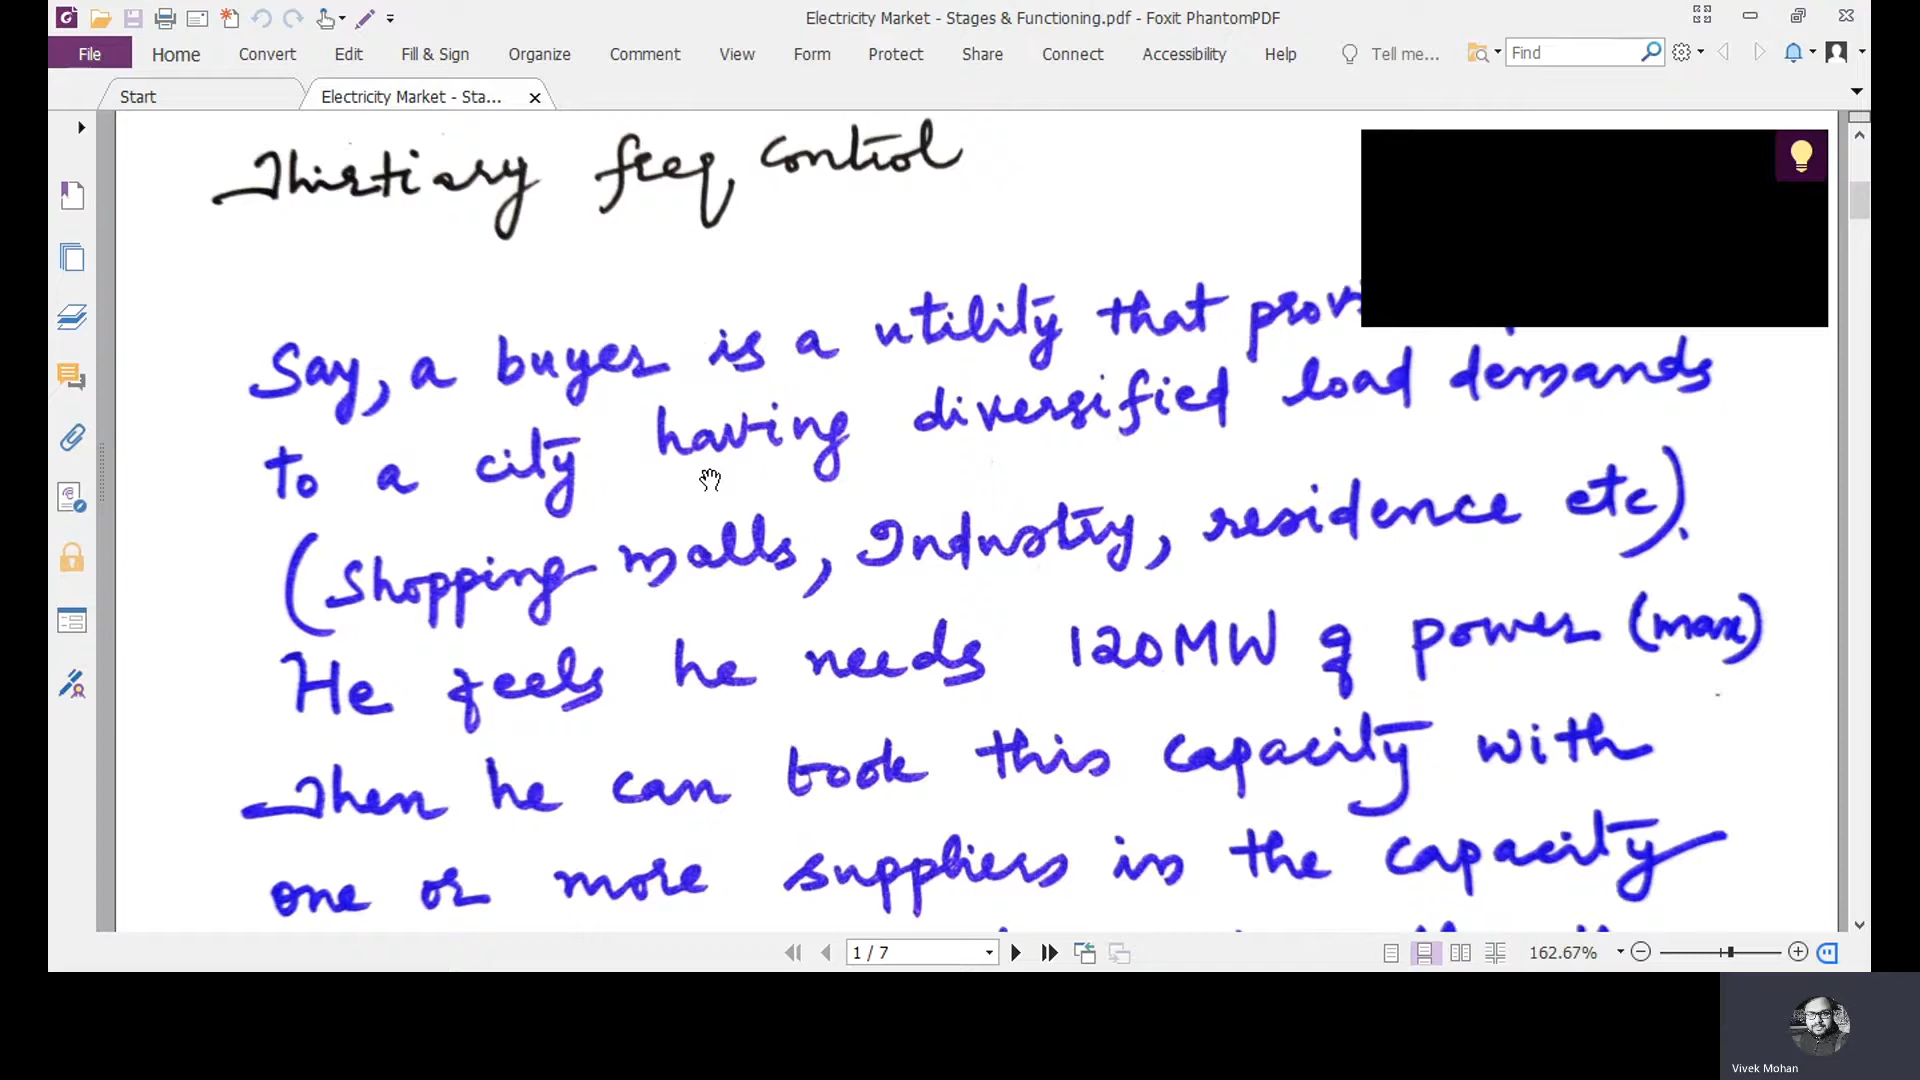 Electricity Market - Stages & Functioning.pdf - Foxit PhantomPDF
File Home Convert Edit Fill & Sign Organize Comment View Form Protect Share Connect Accessibility Help Tell me... Find
Start Electricity Market - Sta...
Thirtiary freq control
Say, a buyer is a utility that prov
to a city having diversified load demands
(Shopping malls, Industry, residence etc).
He feels he needs 120MW of power (max)
Then he can book this capacity with
one or more suppliers in the capacity
1 / 7 162.67%
Vivek Mohan